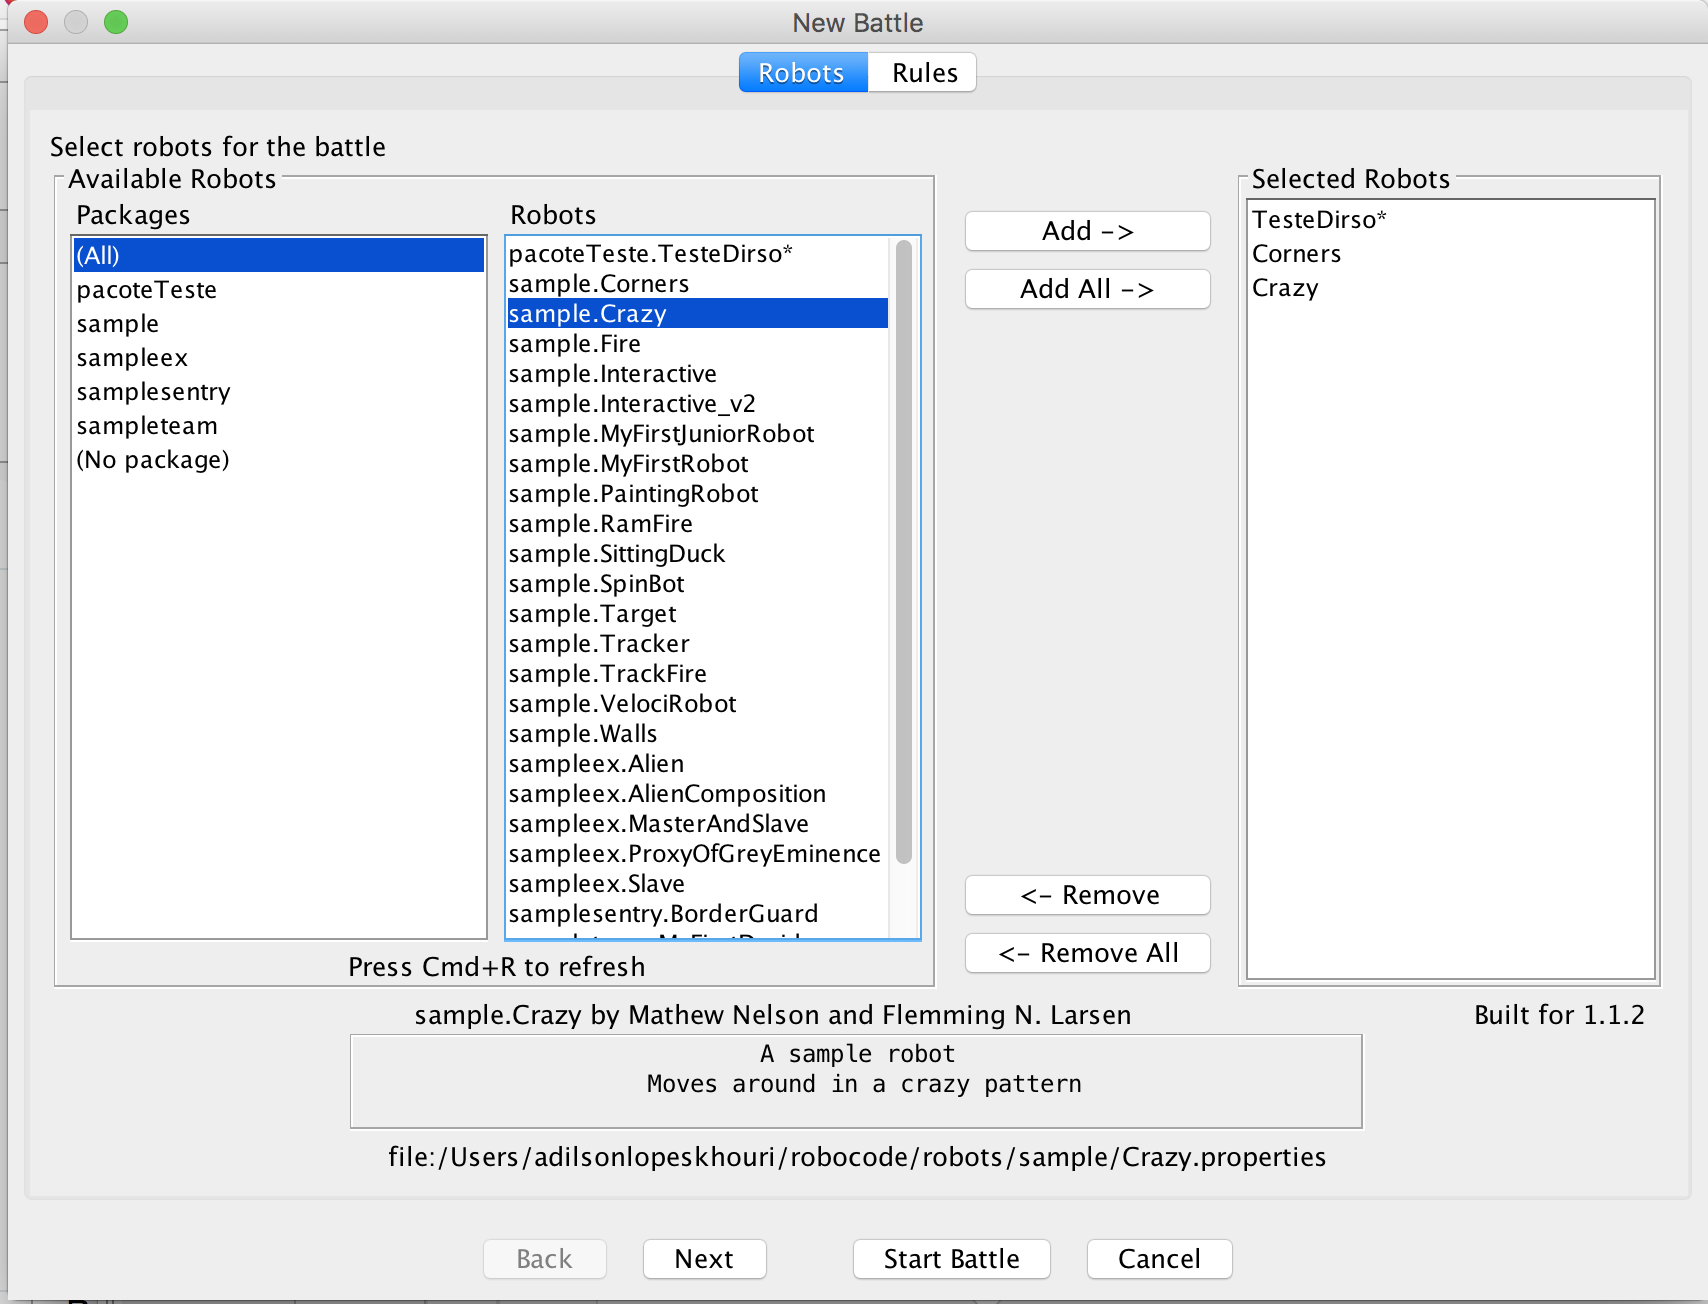 New Battle
Robots
Rules
Select robots for the battle
Available Robots
Packages
(All)
pacoteTeste
sample
sampleex
samplesentry
sampleteam
(No package)
Robots
pacoteTeste.TesteDirso*
sample.Corners
sample.Crazy
sample.Fire
sample.Interactive
sample.Interactive_v2
sample.MyFirstJuniorRobot
sample.MyFirstRobot
sample.PaintingRobot
sample.RamFire
sample.SittingDuck
sample.SpinBot
sample.Target
sample.Tracker
sample.TrackFire
sample.VelociRobot
sample.Walls
sampleex.Alien
sampleex.AlienComposition
sampleex.MasterAndSlave
sampleex.ProxyOfGreyEminence
sampleex.Slave
samplesentry.BorderGuard
Press Cmd+R to refresh
Add ->
Add All ->
<- Remove
<- Remove All
Selected Robots
TesteDirso*
Corners
Crazy
sample.Crazy by Mathew Nelson and Flemming N. Larsen
Built for 1.1.2
A sample robot
Moves around in a crazy pattern
file:/Users/adilsonlopeskhouri/robocode/robots/sample/Crazy.properties
Back
Next
Start Battle
Cancel